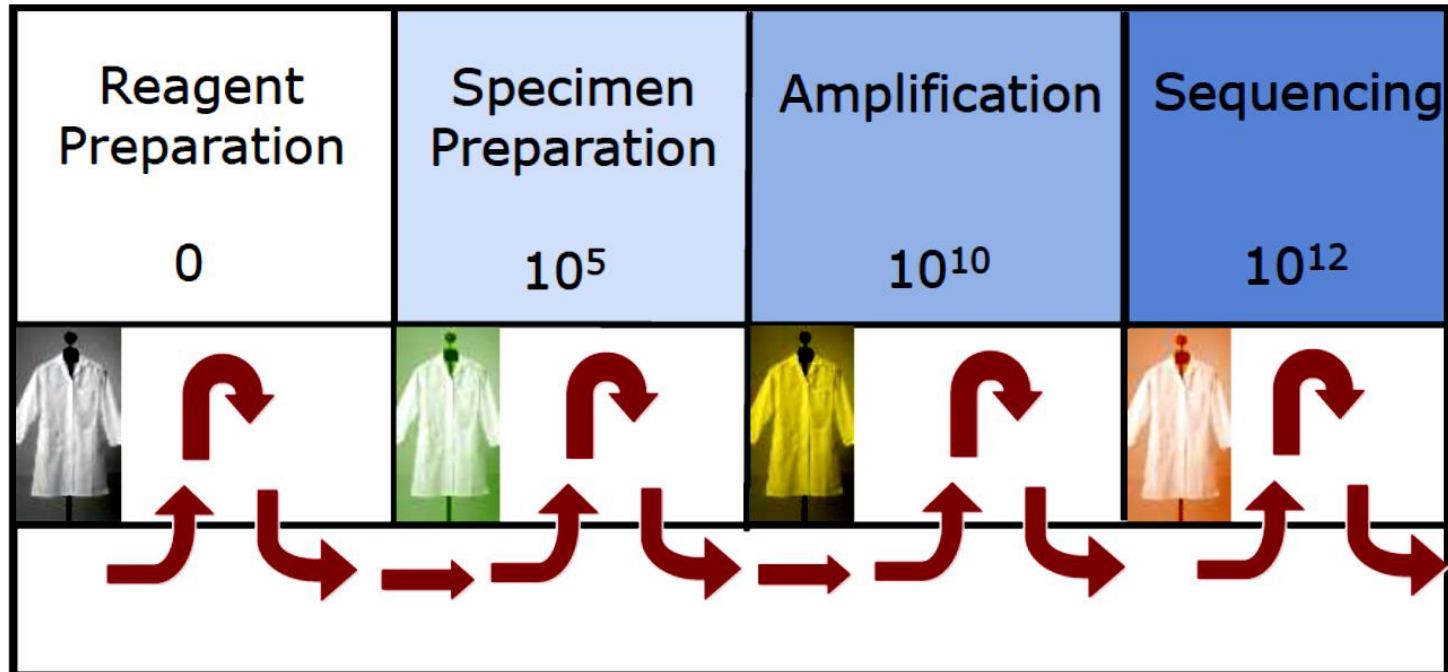 Reagent
Preparation
0
Specimen
Preparation
10⁵
Amplification
10¹⁰
Sequencing
10¹²